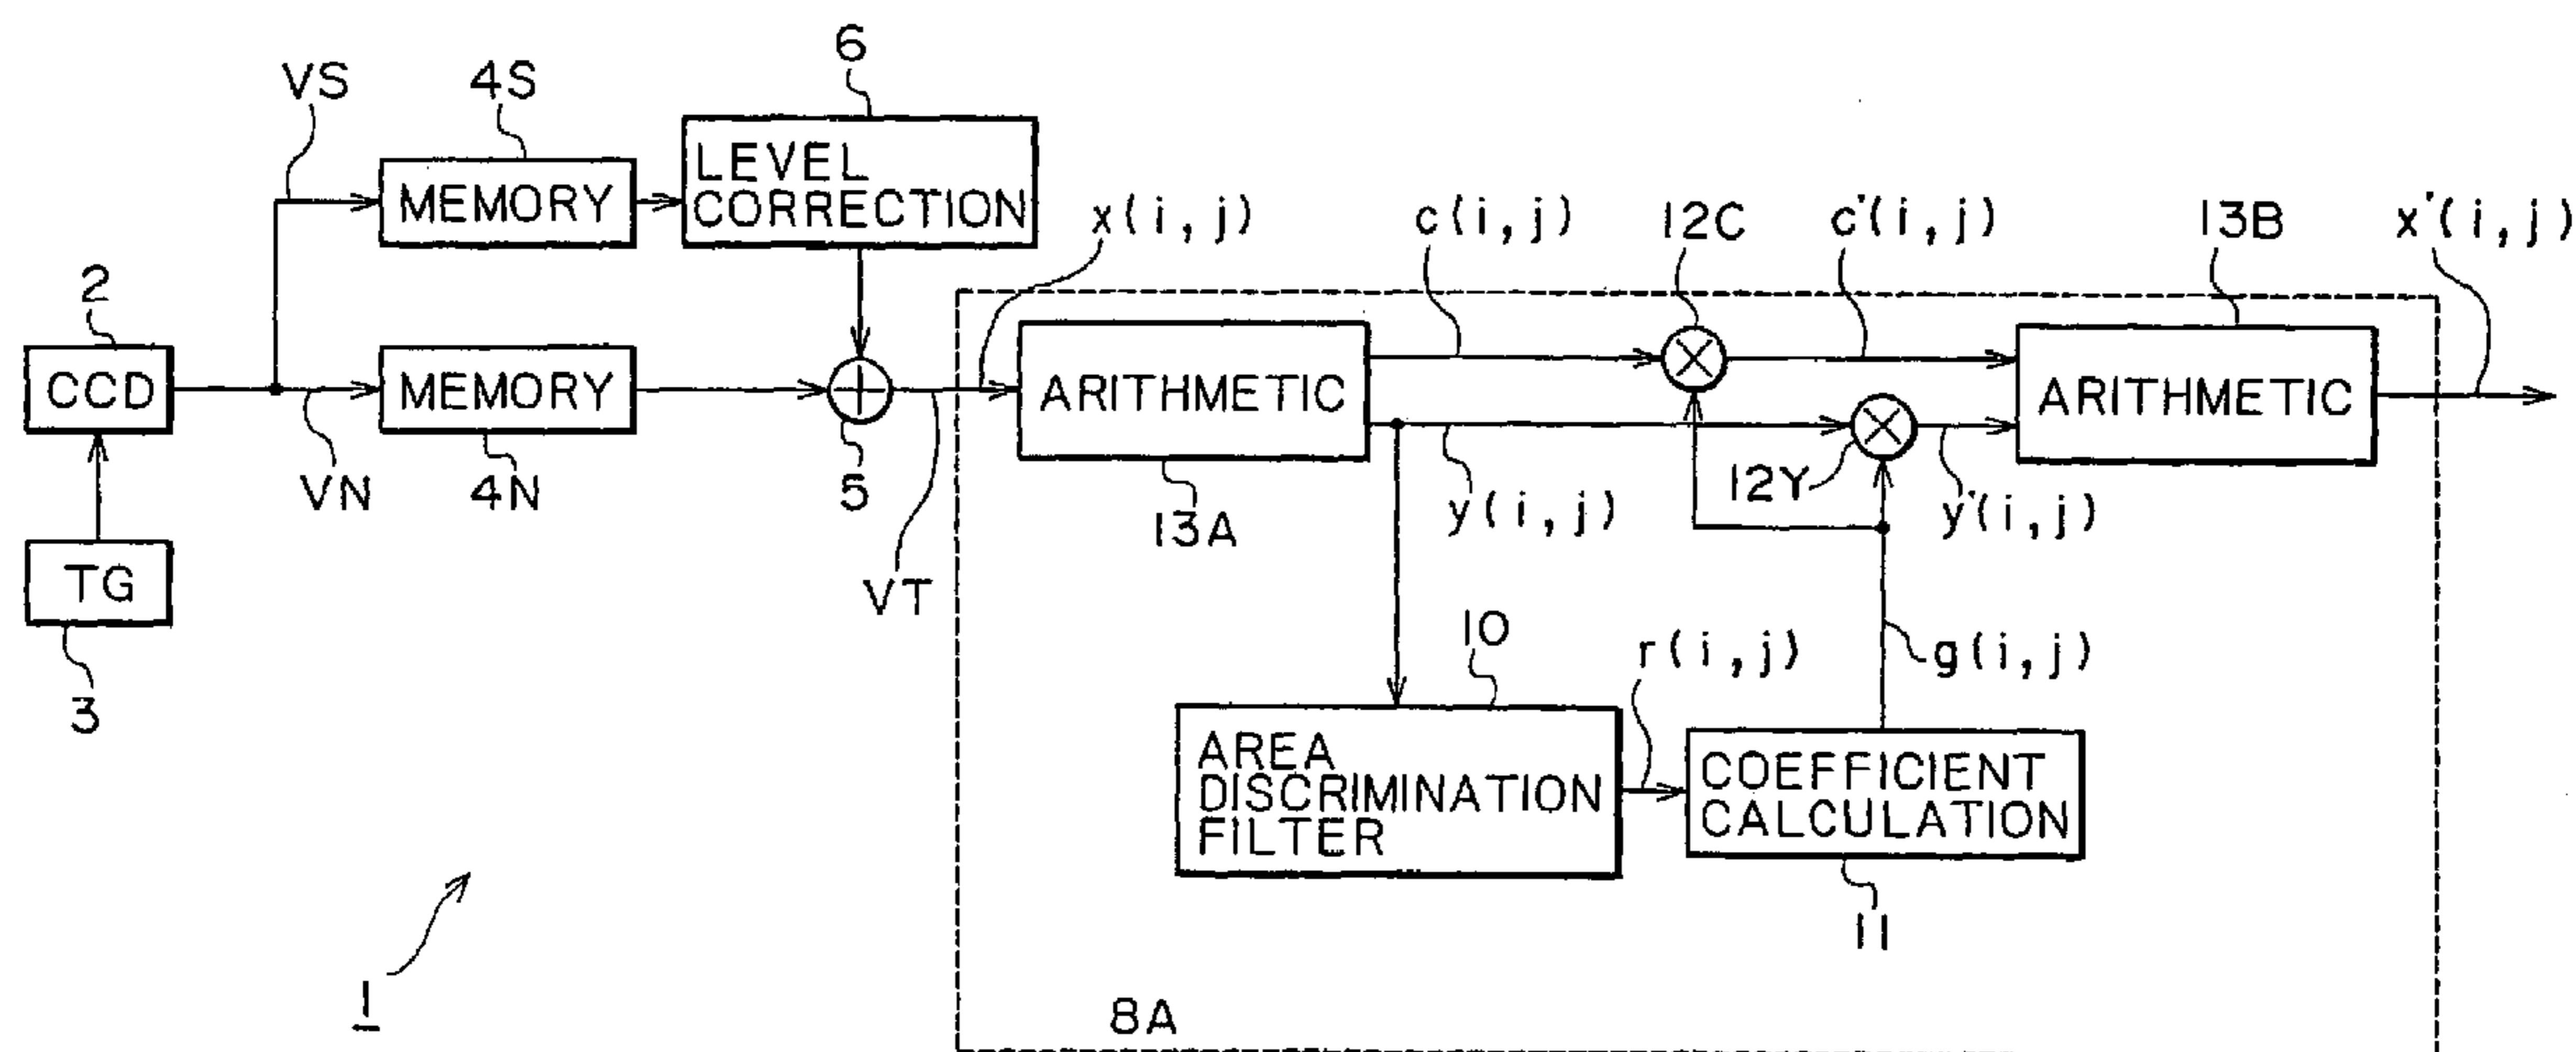 6
VS
4S
LEVEL
CORRECTION
MEMORY
x(i,j)
c(i,j)
12C
c'(i,j)
13B
x'(i,j)
2
CCD
MEMORY
ARITHMETIC
ARITHMETIC
VN
4N
5
13A
y(i,j)
12Y
y'(i,j)
TG
VT
3
10
r(i,j)
g(i,j)
AREA
DISCRIMINATION
FILTER
COEFFICIENT
CALCULATION
11
1
8A